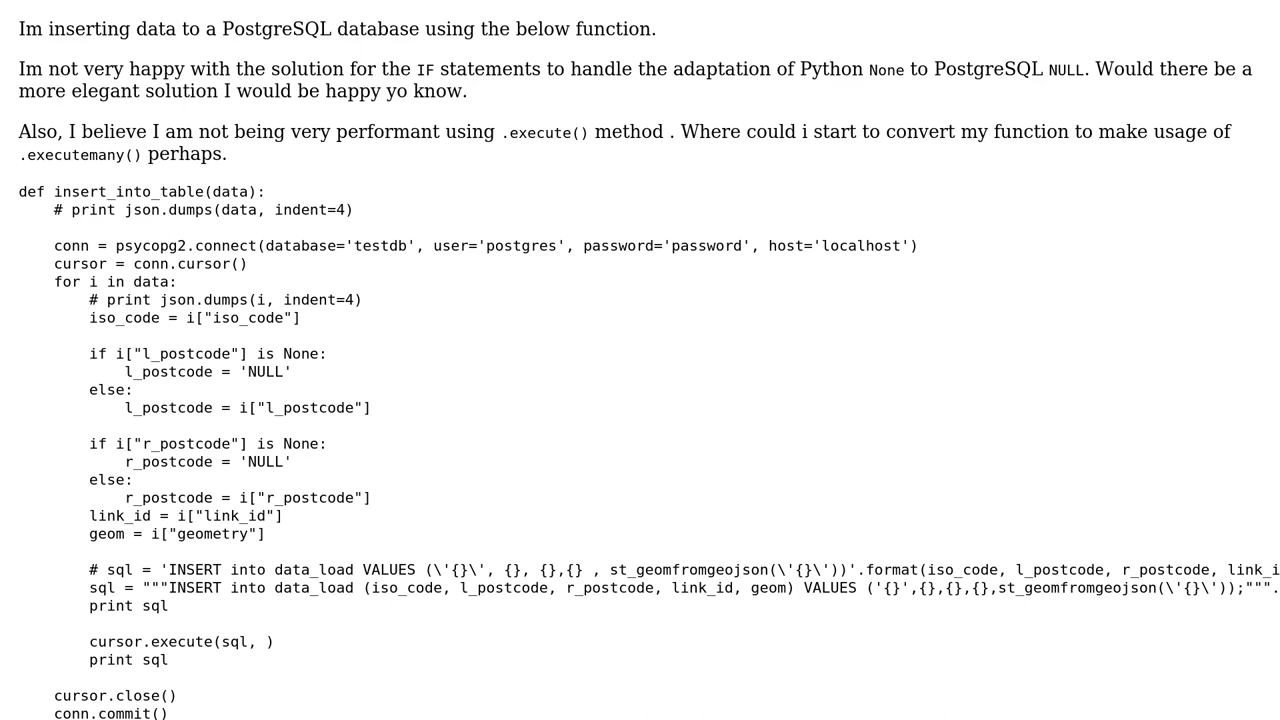 Im inserting data to a PostgreSQL database using the below function.
Im not very happy with the solution for the IF statements to handle the adaptation of Python None to PostgreSQL NULL. Would there be a
more elegant solution I would be happy yo know.
Also, I believe I am not being very performant using .execute() method . Where could i start to convert my function to make usage of
.executemany() perhaps.
def insert_into_table(data):
    # print json.dumps(data, indent=4)
    conn = psycopg2.connect(database='testdb', user='postgres', password='password', host='localhost')
    cursor = conn.cursor()
    for i in data:
        # print json.dumps(i, indent=4)
        iso_code = i["iso_code"]
        if i["l_postcode"] is None:
            l_postcode = 'NULL'
        else:
            l_postcode = i["l_postcode"]
        if i["r_postcode"] is None:
            r_postcode = 'NULL'
        else:
            r_postcode = i["r_postcode"]
        link_id = i["link_id"]
        geom = i["geometry"]
        # sql = 'INSERT into data_load VALUES (\'{}\', {}, {},{} , st_geomfromgeojson(\'{}\'))'.format(iso_code, l_postcode, r_postcode, link_i
        sql = """INSERT into data_load (iso_code, l_postcode, r_postcode, link_id, geom) VALUES ('{}',{},{},{},st_geomfromgeojson(\'{}\'));""".
        print sql
        cursor.execute(sql, )
        print sql
    cursor.close()
    conn.commit()